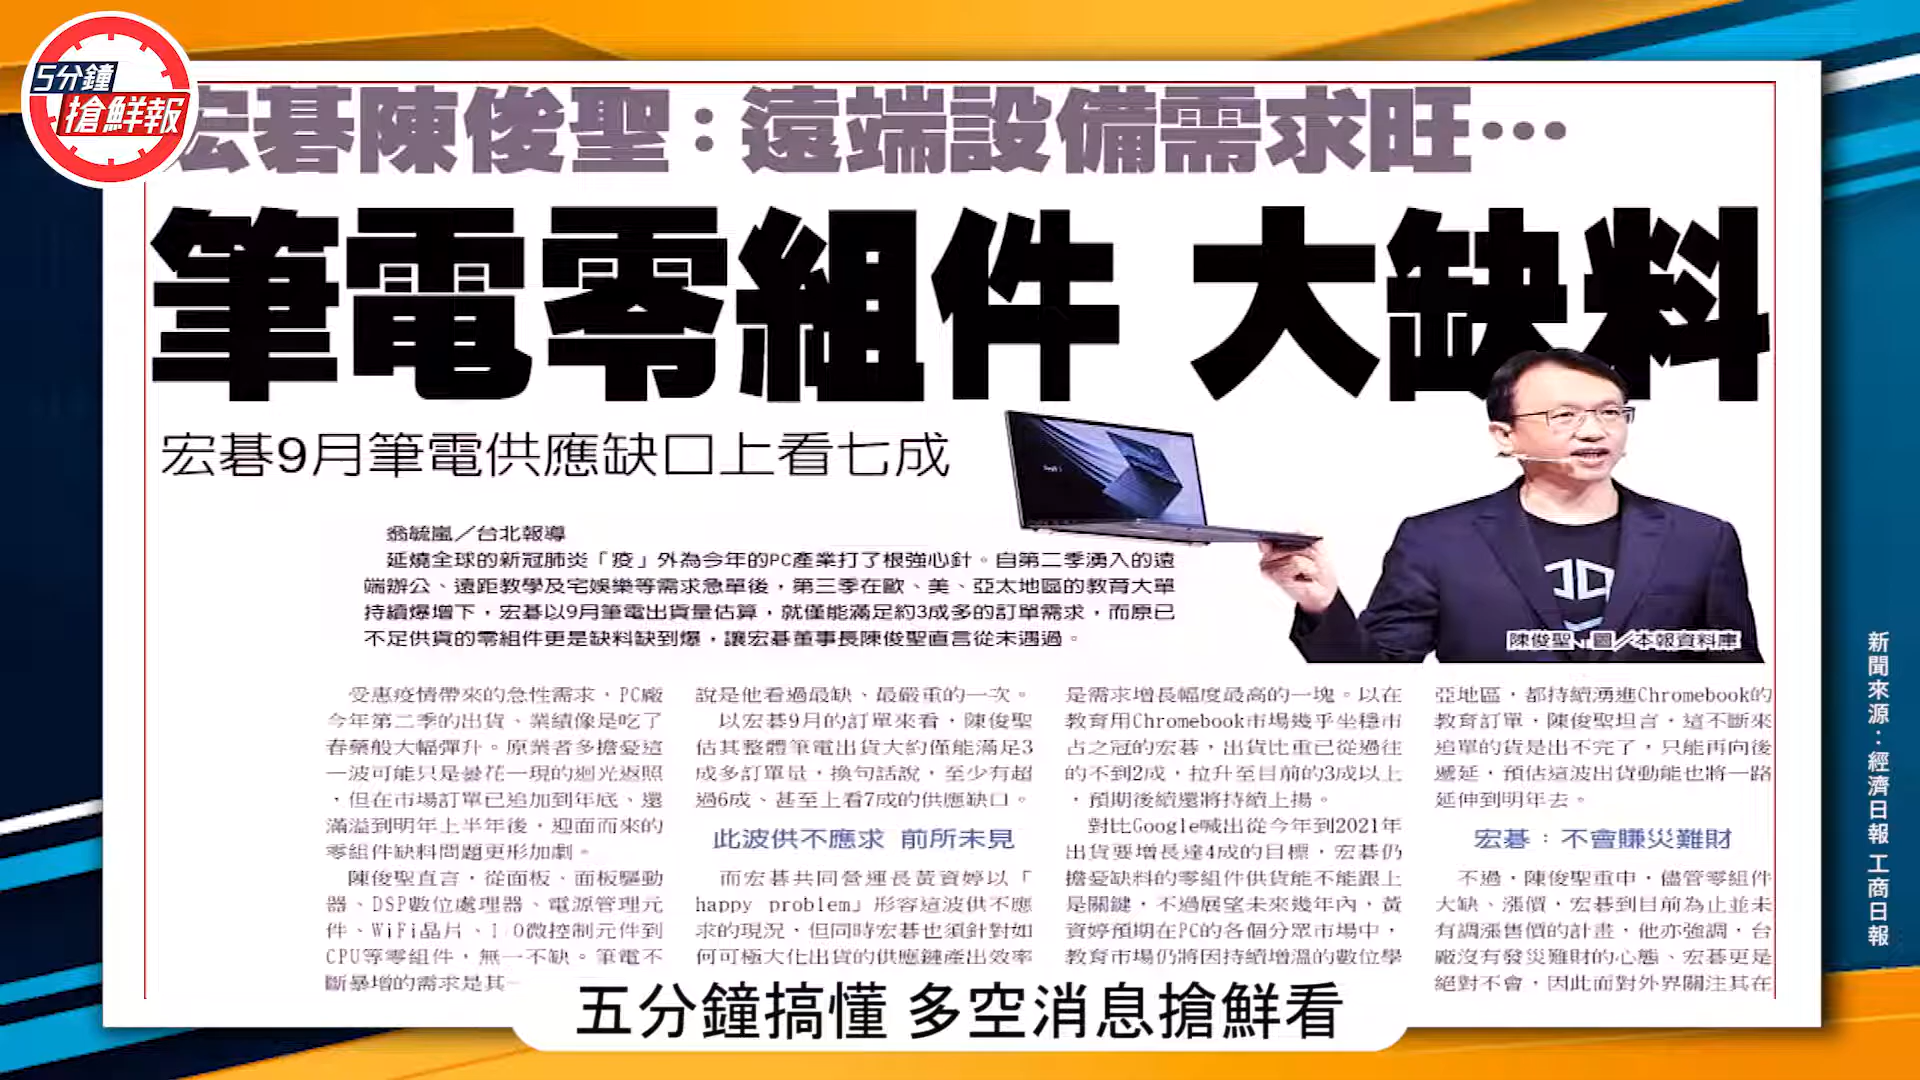 5分鐘
搶鮮報
宏碁陳俊聖：遠端設備需求旺…
筆電零組件 大缺料
宏碁9月筆電供應缺口上看七成
翁毓嵐／台北報導
延燒全球的新冠肺炎「疫」外為今年的PC產業打了根強心針。自第二季湧入的遠
端辦公、遠距教學及宅娛樂等需求急單後，第三季在歐、美、亞太地區的教育大單
持續爆增下，宏碁以9月筆電出貨量估算，就僅能滿足約3成多的訂單需求，而原已
不足供貨的零組件更是缺料缺到爆，讓宏碁董事長陳俊聖直言從未遇過。
陳俊聖、圖／本報資料庫
受惠疫情帶來的急性需求，PC廠
今年第二季的出貨、業績像是吃了
春藥般大幅彈升。原業者多擔憂這
一波可能只是曇花一現的迴光返照
，但在市場訂單已追加到年底、還
滿溢到明年上半年後，迎面而來的
零組件缺料問題更形加劇。
陳俊聖直言，從面板、面板驅動
器、DSP數位處理器、電源管理元
件、WiFi晶片、I/O微控制元件到
CPU等零組件，無一不缺。筆電不
斷暴增的需求是其一
說是他看過最缺、最嚴重的一次。
以宏碁9月的訂單來看，陳俊聖
估其整體筆電出貨大約僅能滿足3
成多訂單量，換句話說，至少有超
過6成、甚至上看7成的供應缺口。
此波供不應求 前所未見
而宏碁共同營運長黃資婷以「
happy problem」形容這波供不應
求的現況，但同時宏碁也須針對如
何可極大化出貨的供應鏈產出效率
是需求增長幅度最高的一塊。以在
教育用Chromebook市場幾乎坐穩市
占之冠的宏碁，出貨比重已從過往
的不到2成，拉升至目前的3成以上
，預期後續還將持續上揚。
對比Google喊出從今年到2021年
出貨要增長達4成的目標，宏碁仍
擔憂缺料的零組件供貨能不能跟上
是關鍵，不過展望未來幾年內，黃
資婷預期在PC的各個分眾市場中，
教育市場仍將因持續增溫的數位學
亞地區，都持續湧進Chromebook的
教育訂單，陳俊聖坦言，這不斷來
追單的貨是出不完了，只能再向後
遞延，預估這波出貨動能也將一路
延伸到明年去。
宏碁：不會賺災難財
不過，陳俊聖重申，儘管零組件
大缺、漲價，宏碁到目前為止並未
有調漲售價的計畫，他亦強調，台
廠沒有發災難財的心態、宏碁更是
絕對不會，因此面對外界關注其在
新聞來源：經濟日報 工商日報
五分鐘搞懂 多空消息搶鮮看